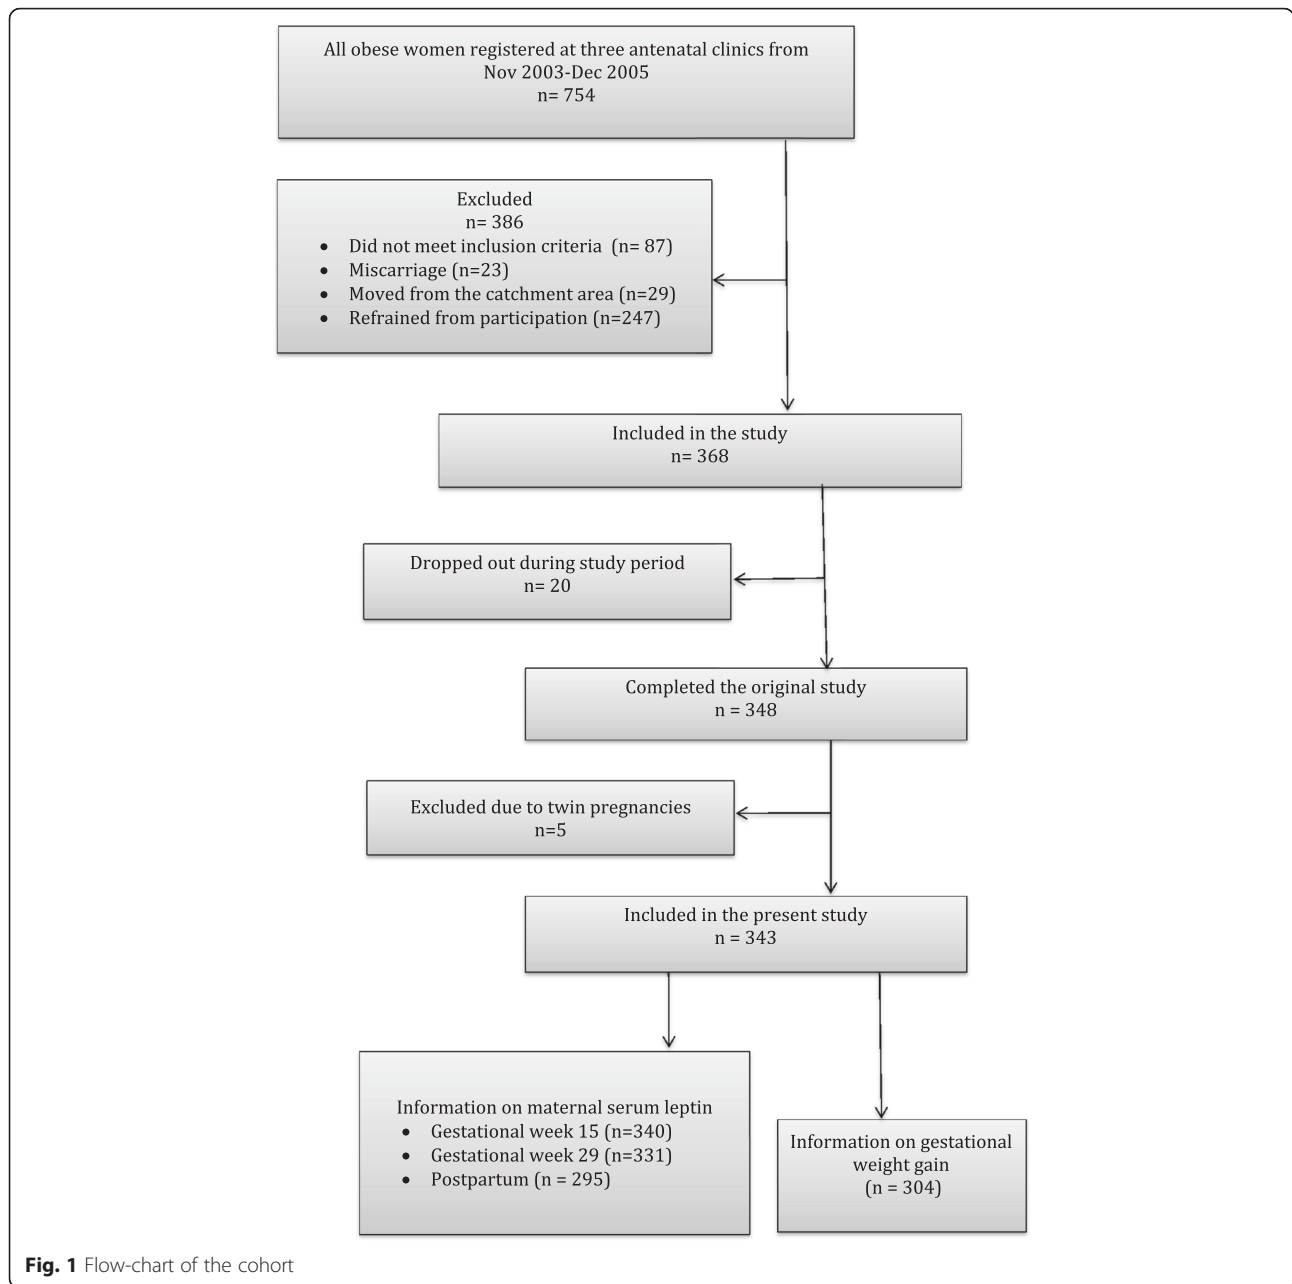 All obese women registered at three antenatal clinics from
Nov 2003-Dec 2005
n= 754
Excluded
n= 386
• Did not meet inclusion criteria (n= 87)
• Miscarriage (n=23)
• Moved from the catchment area (n=29)
• Refrained from participation (n=247)
Included in the study
n= 368
Dropped out during study period
n= 20
Completed the original study
n = 348
Excluded due to twin pregnancies
n=5
Included in the present study
n = 343
Information on maternal serum leptin
• Gestational week 15 (n=340)
• Gestational week 29 (n=331)
• Postpartum (n = 295)
Information on gestational
weight gain
(n = 304)
Fig. 1 Flow-chart of the cohort